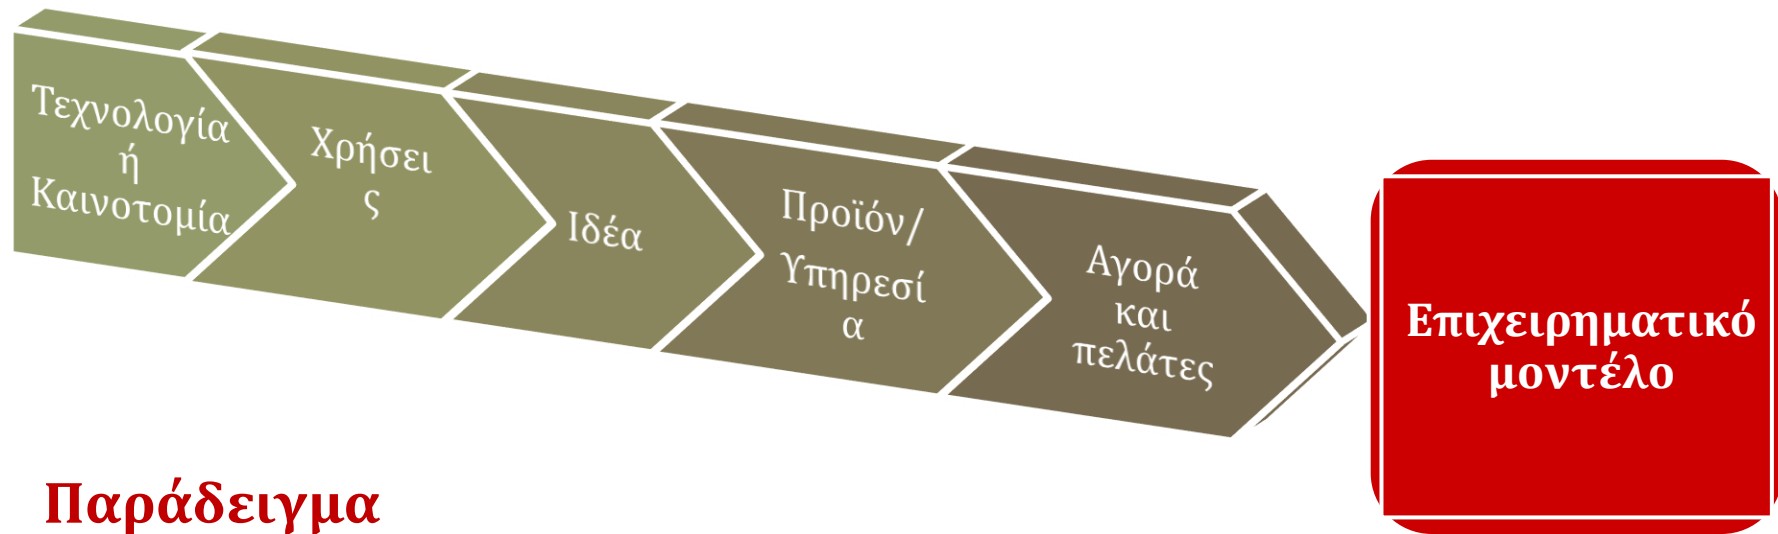 Τεχνολογία
ή
Καινοτομία
Χρήσει
ς
Ιδέα
Προϊόν/
Υπηρεσί
α
Αγορά
και
πελάτες
Επιχειρηματικό
μοντέλο
Παράδειγμα